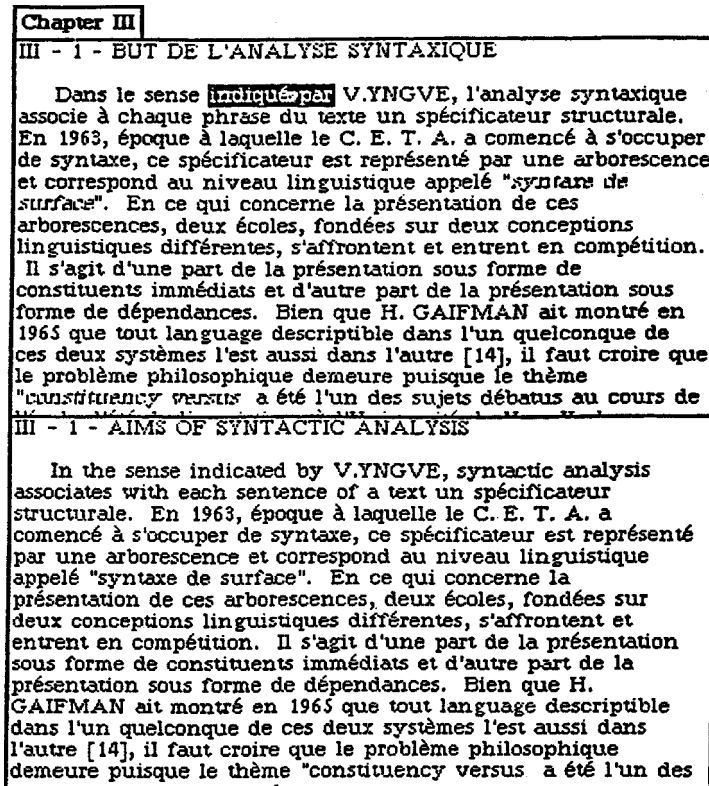 Chapter III
III - 1 - BUT DE L'ANALYSE SYNTAXIQUE
Dans le sense indiqué par V.YNGVE, l'analyse syntaxique
associe à chaque phrase du texte un spécificateur structurale.
En 1963, époque à laquelle le C. E. T. A. a comencé à s'occuper
de syntaxe, ce spécificateur est représenté par une arborescence
et correspond au niveau linguistique appelé "syntaxe de
surface". En ce qui concerne la présentation de ces
arborescences, deux écoles, fondées sur deux conceptions
linguistiques différentes, s'affrontent et entrent en compétition.
Il s'agit d'une part de la présentation sous forme de
constituents immédiats et d'autre part de la présentation sous
forme de dépendances. Bien que H. GAIFMAN ait montré en
1965 que tout language descriptible dans l'un quelconque de
ces deux systèmes l'est aussi dans l'autre [14], il faut croire que
le problème philosophique demeure puisque le thème
"constituency versus a été l'un des sujets débatus au cours de
III - 1 - AIMS OF SYNTACTIC ANALYSIS
In the sense indicated by V.YNGVE, syntactic analysis
associates with each sentence of a text un spécificateur
structurale. En 1963, époque à laquelle le C. E. T. A. a
comencé à s'occuper de syntaxe, ce spécificateur est représenté
par une arborescence et correspond au niveau linguistique
appelé "syntaxe de surface". En ce qui concerne la
présentation de ces arborescences, deux écoles, fondées sur
deux conceptions linguistiques différentes, s'affrontent et
entrent en compétition. Il s'agit d'une part de la présentation
sous forme de constituents immédiats et d'autre part de la
présentation sous forme de dépendances. Bien que H.
GAIFMAN ait montré en 1965 que tout language descriptible
dans l'un quelconque de ces deux systèmes l'est aussi dans
l'autre [14], il faut croire que le problème philosophique
demeure puisque le thème "constituency versus a été l'un des